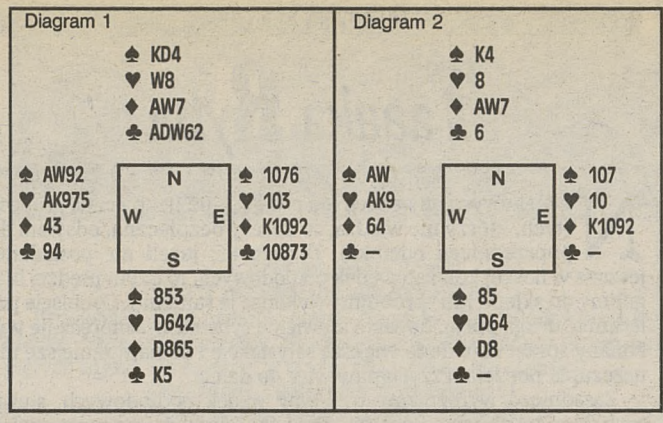 Diagram 1
♠ KD4
♥ W8
♦ AW7
♣ ADW62
♠ AW92
♥ AK975
♦ 43
♣ 94
N
W E
S
♠ 1076
♥ 103
♦ K1092
♣ 10873
♠ 853
♥ D642
♦ D865
♣ K5
Diagram 2
♠ K4
♥ 8
♦ AW7
♣ 6
♠ AW
♥ AK9
♦ 64
♣ –
N
W E
S
♠ 107
♥ 10
♦ K1092
♣ –
♠ 85
♥ D64
♦ D8
♣ –